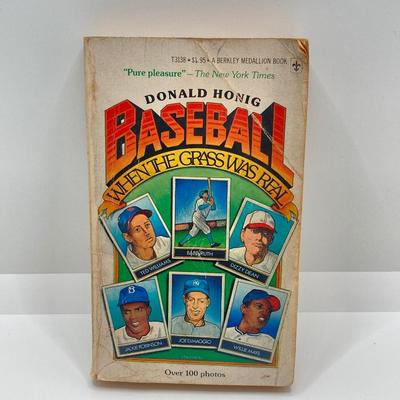 T3138 • $1.95 • A BERKLEY MEDALLION BOOK
"Pure pleasure" — The New York Times
DONALD HONIG
BASEBALL
WHEN THE GRASS WAS REAL
TED WILLIAMS
BABE RUTH
DIZZY DEAN
JACKIE ROBINSON
JOE DiMAGGIO
WILLIE MAYS
Over 100 photos